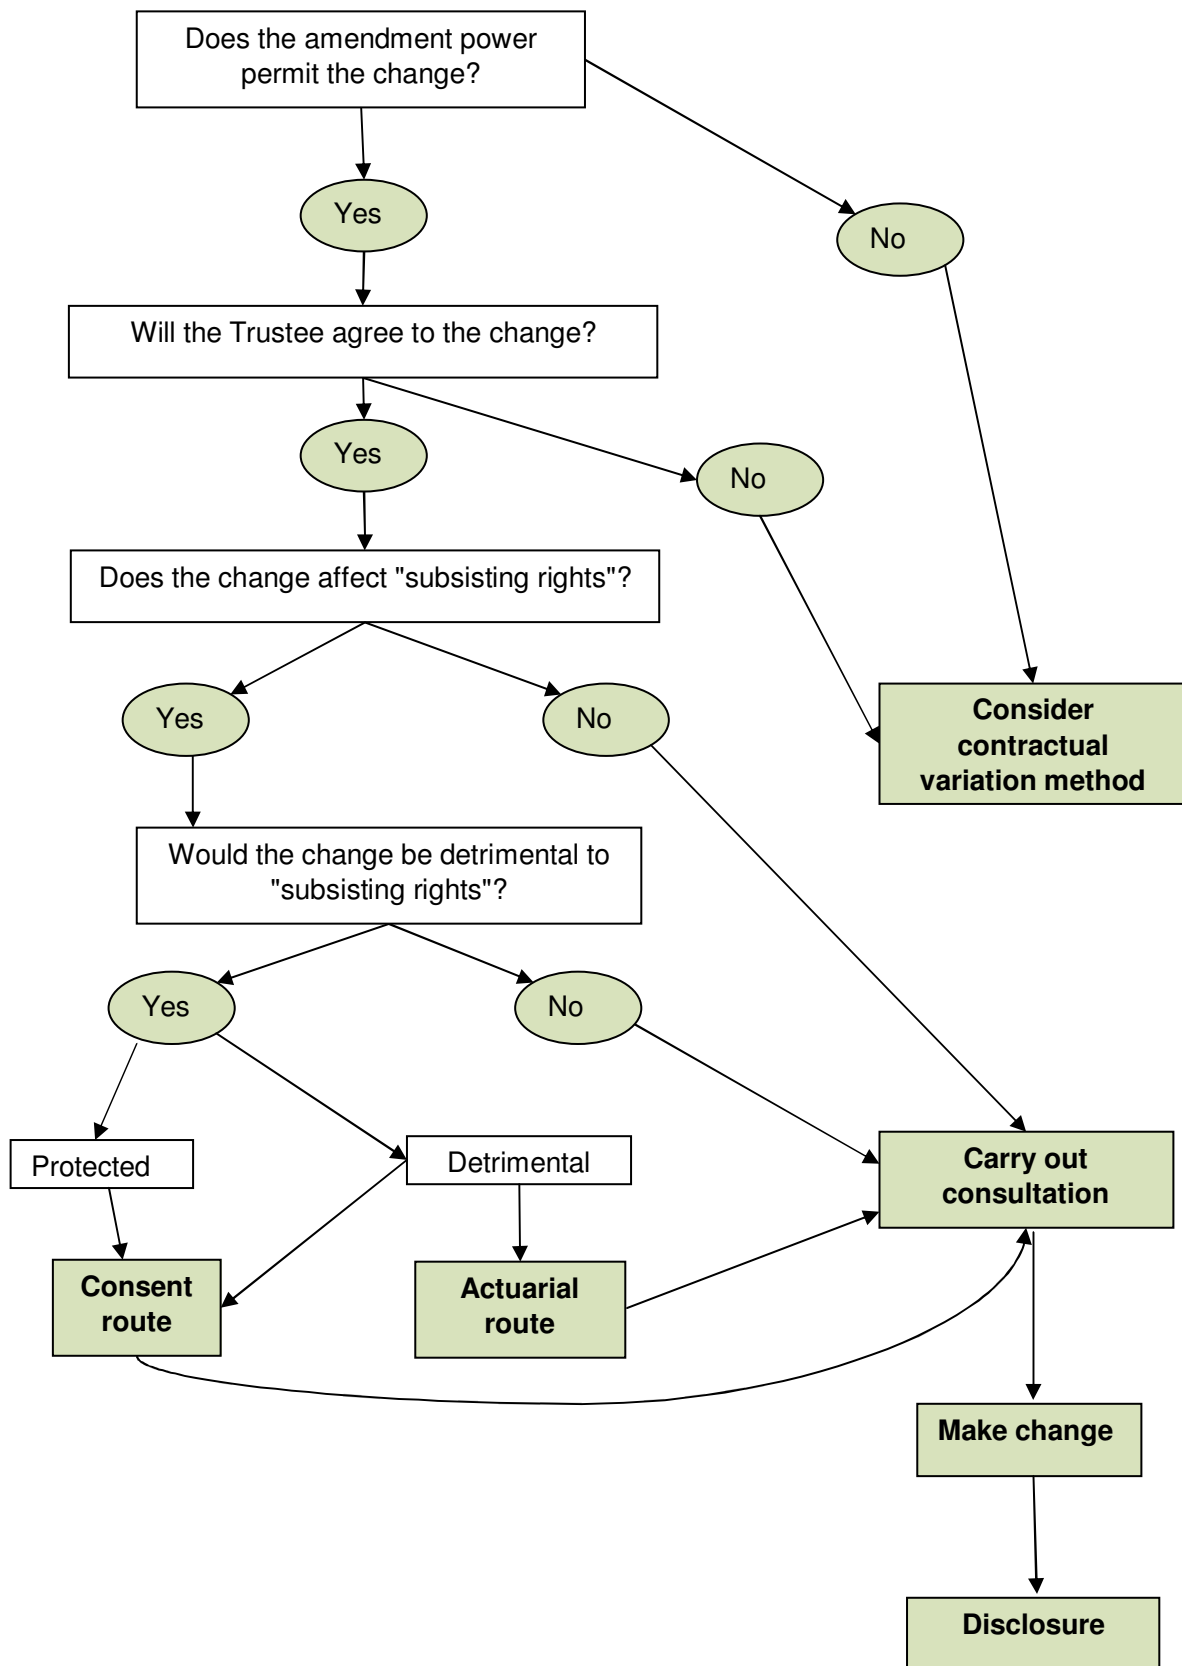 Does the amendment power
permit the change?
Yes
No
Will the Trustee agree to the change?
Yes
No
Does the change affect "subsisting rights"?
Yes
No
Consider
contractual
variation method
Would the change be detrimental to
"subsisting rights"?
Yes
No
Protected
Detrimental
Carry out
consultation
Consent
route
Actuarial
route
Make change
Disclosure